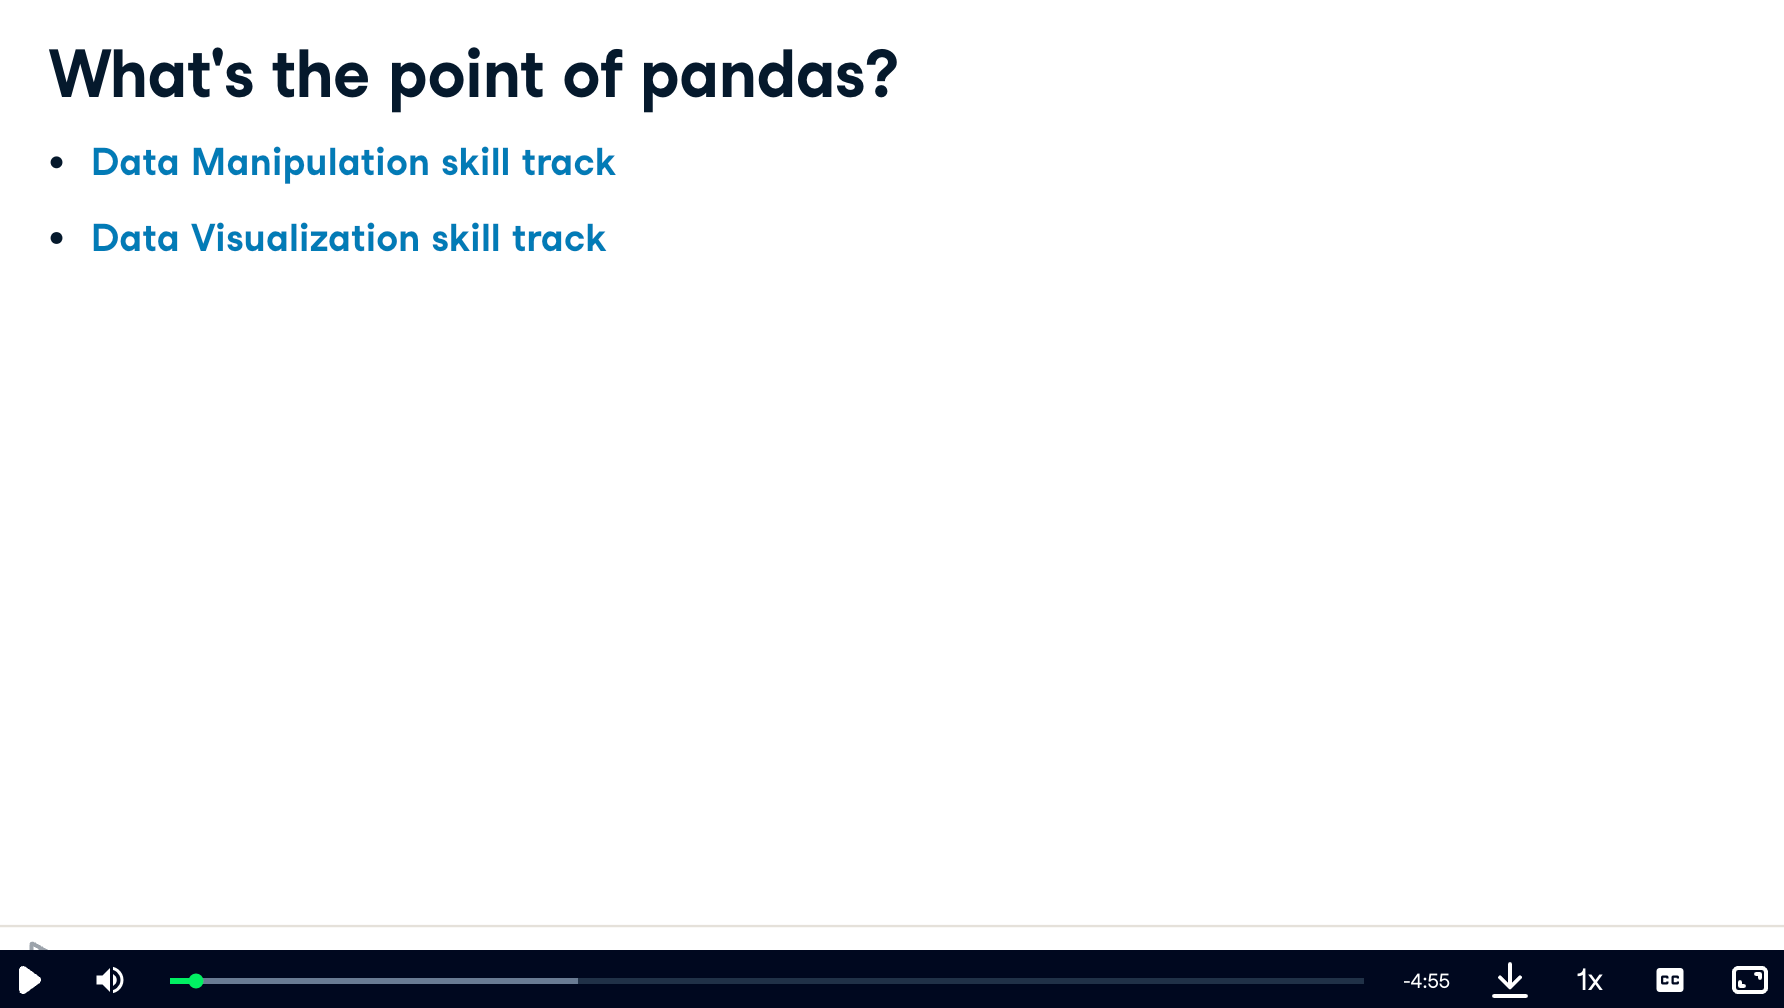 What's the point of pandas?
• Data Manipulation skill track
• Data Visualization skill track
-4:55 1x CC